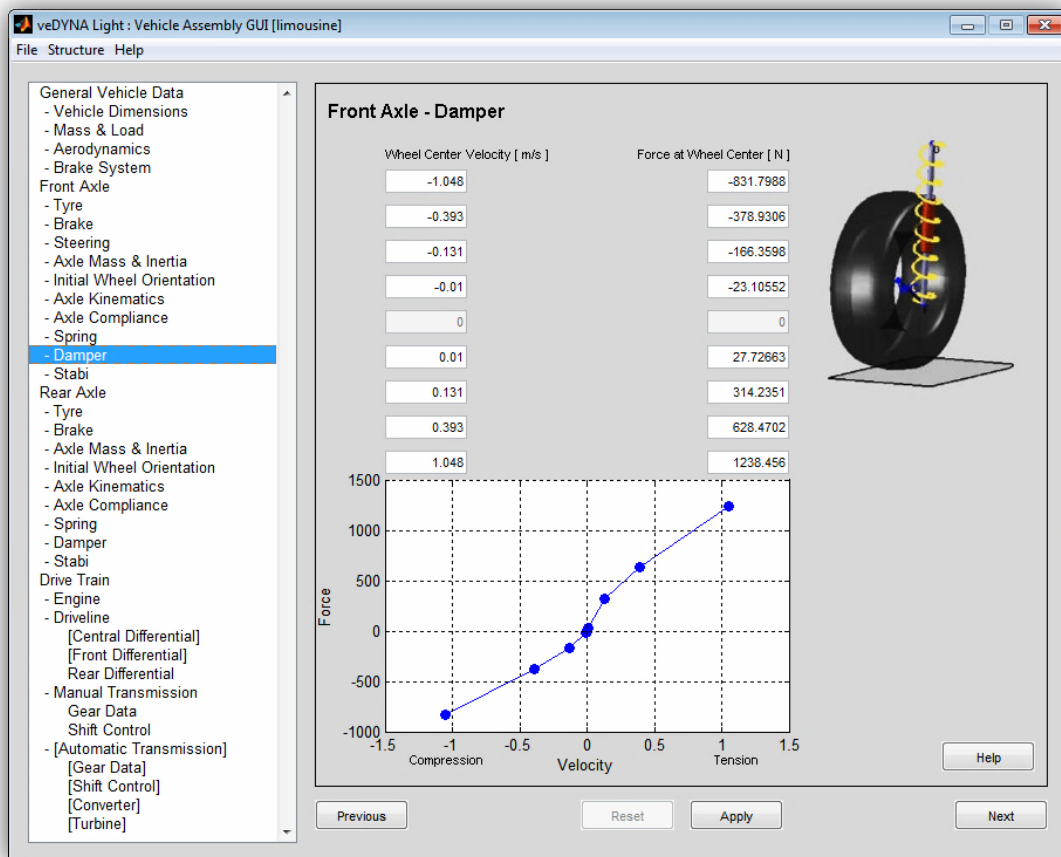 veDYNA Light : Vehicle Assembly GUI [limousine]
File Structure Help
General Vehicle Data
- Vehicle Dimensions
- Mass & Load
- Aerodynamics
- Brake System
Front Axle
- Tyre
- Brake
- Steering
- Axle Mass & Inertia
- Initial Wheel Orientation
- Axle Kinematics
- Axle Compliance
- Spring
- Damper
- Stabi
Rear Axle
- Tyre
- Brake
- Axle Mass & Inertia
- Initial Wheel Orientation
- Axle Kinematics
- Axle Compliance
- Spring
- Damper
- Stabi
Drive Train
- Engine
- Driveline
[Central Differential]
[Front Differential]
Rear Differential
- Manual Transmission
Gear Data
Shift Control
- [Automatic Transmission]
[Gear Data]
[Shift Control]
[Converter]
[Turbine]
Front Axle - Damper
Wheel Center Velocity [ m/s ] Force at Wheel Center [ N ]
-1.048 -831.7988
-0.393 -378.9306
-0.131 -166.3598
-0.01 -23.10552
0 0
0.01 27.72663
0.131 314.2351
0.393 628.4702
1.048 1238.456
1500
1000
500
0
-500
-1000
Force
-1.5 -1 -0.5 0 0.5 1 1.5
Compression Velocity Tension
Help
Previous Reset Apply Next